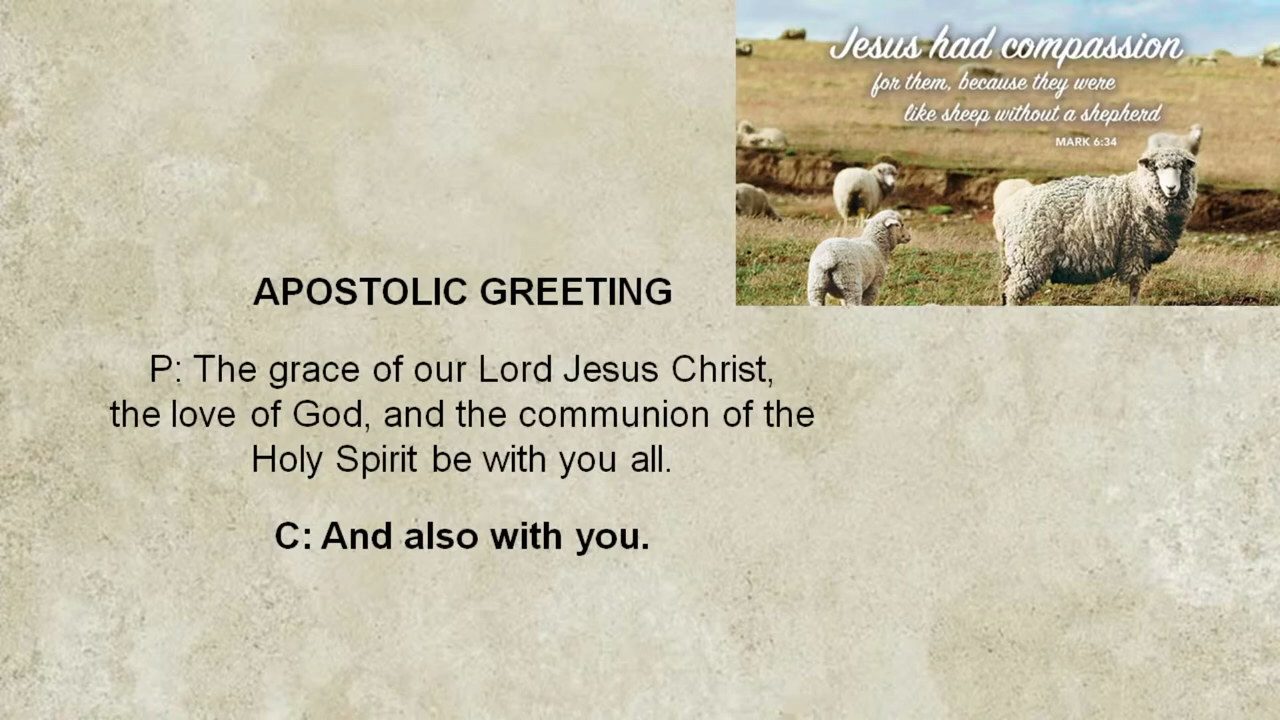 Jesus had compassion
for them, because they were
like sheep without a shepherd
MARK 6:34
APOSTOLIC GREETING
P: The grace of our Lord Jesus Christ,
the love of God, and the communion of the
Holy Spirit be with you all.
C: And also with you.